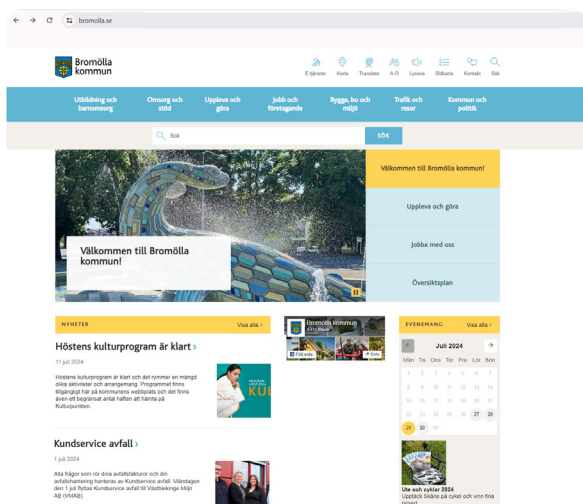 bromolla.se
Bromölla
kommun
E-tjänster Karta Translate A-Ö Lyssna Sidkarta Kontakt Sök
Utbildning och
barnomsorg
Omsorg och
stöd
Uppleva och
göra
Jobb och
företagande
Bygga, bo och
miljö
Trafik och
resor
Kommun och
politik
Sök
SÖK
Välkommen till Bromölla
kommun!
Välkommen till Bromölla kommun!
Uppleva och göra
Jobba med oss
Översiktsplan
NYHETER Visa alla ›
Höstens kulturprogram är klart ›
11 juli 2024
Höstens kulturprogram är klart och det rymmer en mängd
olika aktiviteter och arrangemang. Programmet finns
tillgängligt här på kommunens webbplats och det finns
även ett begränsat antal häften att hämta på
Kulturpunkten.
KUL
Kundservice avfall ›
1 juli 2024
Alla frågor som rör dina avfallsfakturor och din
avfallshantering hanteras av Kundservice avfall. Måndagen
den 1 juli flyttas Kundservice avfall till Västblekinge Miljö
AB (VMAB).
Bromölla kommun
Följ sida
Dela
EVENEMANG Visa alla ›
Juli 2024
Mån Tis Ons Tor Fre Lör Sön
1 2 3 4 5 6 7
8 9 10 11 12 13 14
15 16 17 18 19 20 21
22 23 24 25 26 27 28
29 30 31
Ute och cyklar 2024
Upptäck Skåne på cykel och vinn fina